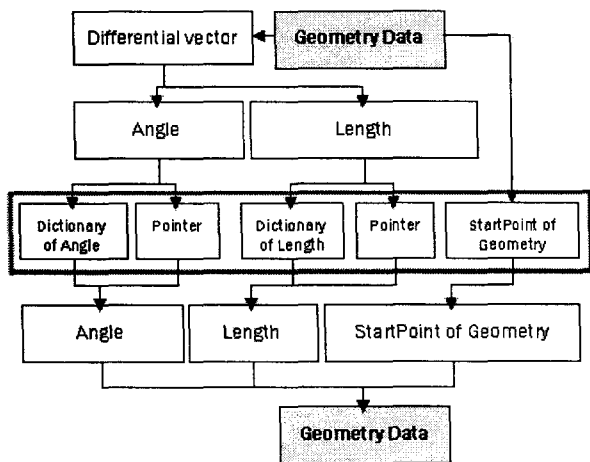 Differential vector
Geometry Data
Angle
Length
Dictionary
of Angle
Pointer
Dictionary
of Length
Pointer
StartPoint of
Geometry
Angle
Length
StartPoint of Geometry
Geometry Data